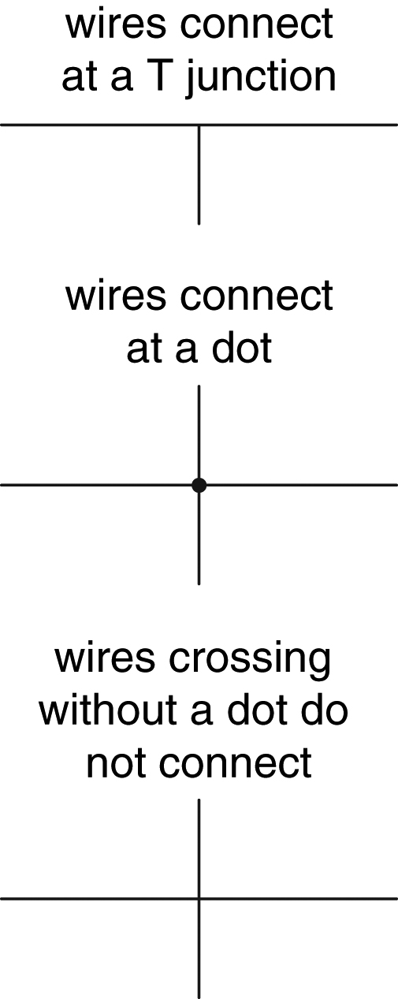 wires connect
at a T junction
wires connect
at a dot
wires crossing
without a dot do
not connect